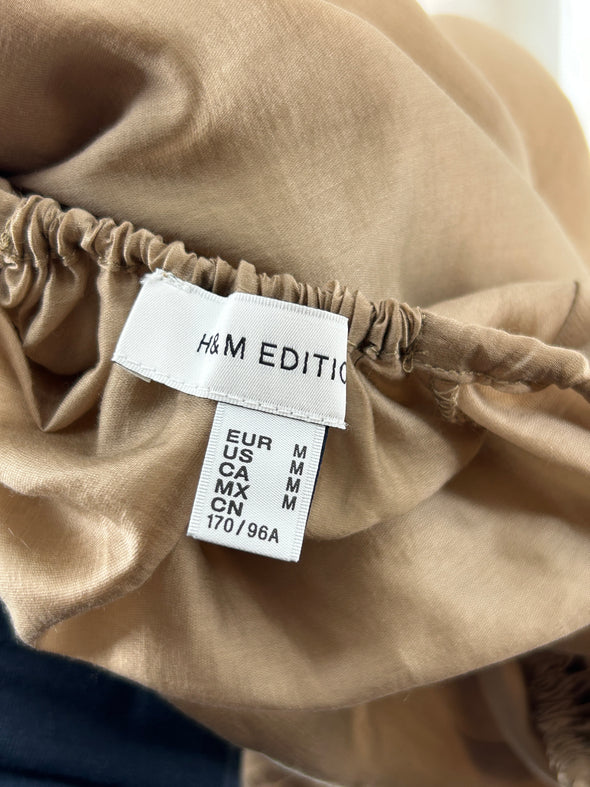 H&M EDITIO
EUR M
US M
CA M
MX M
CN
170/96A